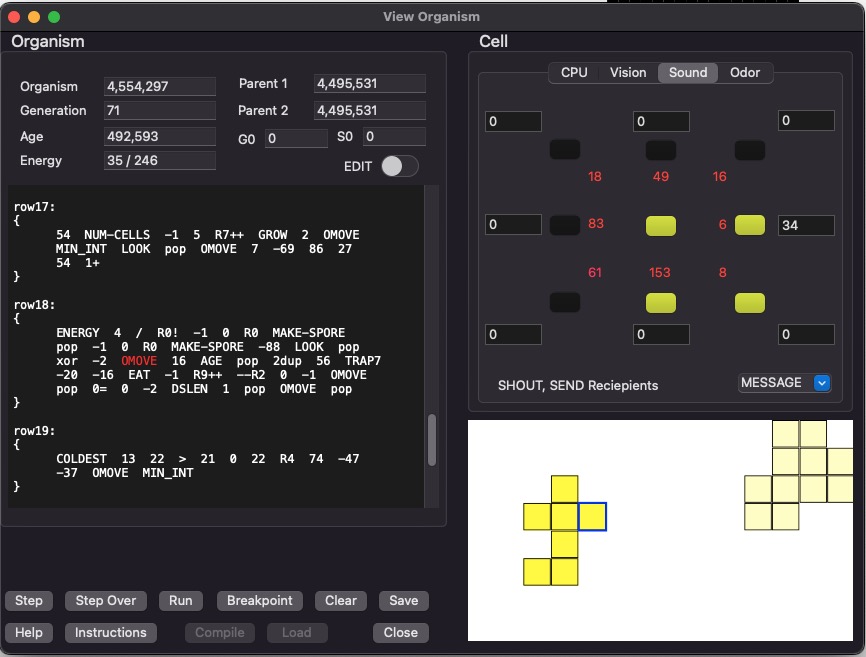 View Organism
Organism
Organism 4,554,297
Generation 71
Age 492,593
Energy 35 / 246
Parent 1 4,495,531
Parent 2 4,495,531
G0 0 S0 0
EDIT
row17:
{
54 NUM-CELLS -1 5 R7++ GROW 2 OMOVE
MIN_INT LOOK pop OMOVE 7 -69 86 27
54 1+
}
row18:
{
ENERGY 4 / R0! -1 0 R0 MAKE-SPORE
pop -1 0 R0 MAKE-SPORE -88 LOOK pop
xor -2 OMOVE 16 AGE pop 2dup 56 TRAP7
-20 -16 EAT -1 R9++ --R2 0 -1 OMOVE
pop 0= 0 -2 DSLEN 1 pop OMOVE pop
}
row19:
{
COLDEST 13 22 > 21 0 22 R4 74 -47
-37 OMOVE MIN_INT
}
Step Step Over Run Breakpoint Clear Save
Help Instructions Compile Load Close
Cell
CPU Vision Sound Odor
0 0 0
18 49 16
0 83 6 34
61 153 8
0 0 0
SHOUT, SEND Reciepients MESSAGE